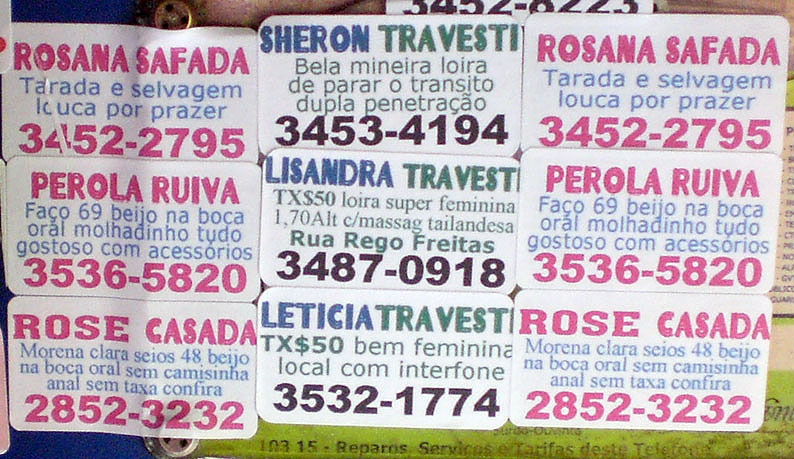 3452-8223
ROSANA SAFADA
Tarada e selvagem
louca por prazer
3452-2795
SHERON TRAVESTI
Bela mineira loira
de parar o transito
dupla penetração
3453-4194
ROSANA SAFADA
Tarada e selvagem
louca por prazer
3452-2795
PEROLA RUIVA
Faço 69 beijo na boca
oral molhadinho tudo
gostoso com acessórios
3536-5820
LISANDRA TRAVESTI
TX$50 loira super feminina
1,70Alt c/massag tailandesa
Rua Rego Freitas
3487-0918
PEROLA RUIVA
Faço 69 beijo na boca
oral molhadinho tudo
gostoso com acessórios
3536-5820
ROSE CASADA
Morena clara seios 48 beijo
na boca oral sem camisinha
anal sem taxa confira
2852-3232
LETICIA TRAVESTI
TX$50 bem feminina
local com interfone
3532-1774
ROSE CASADA
Morena clara seios 48 beijo
na boca oral sem camisinha
anal sem taxa confira
2852-3232
103 15 - Reparos, Serviços e Tarifas deste Telefone